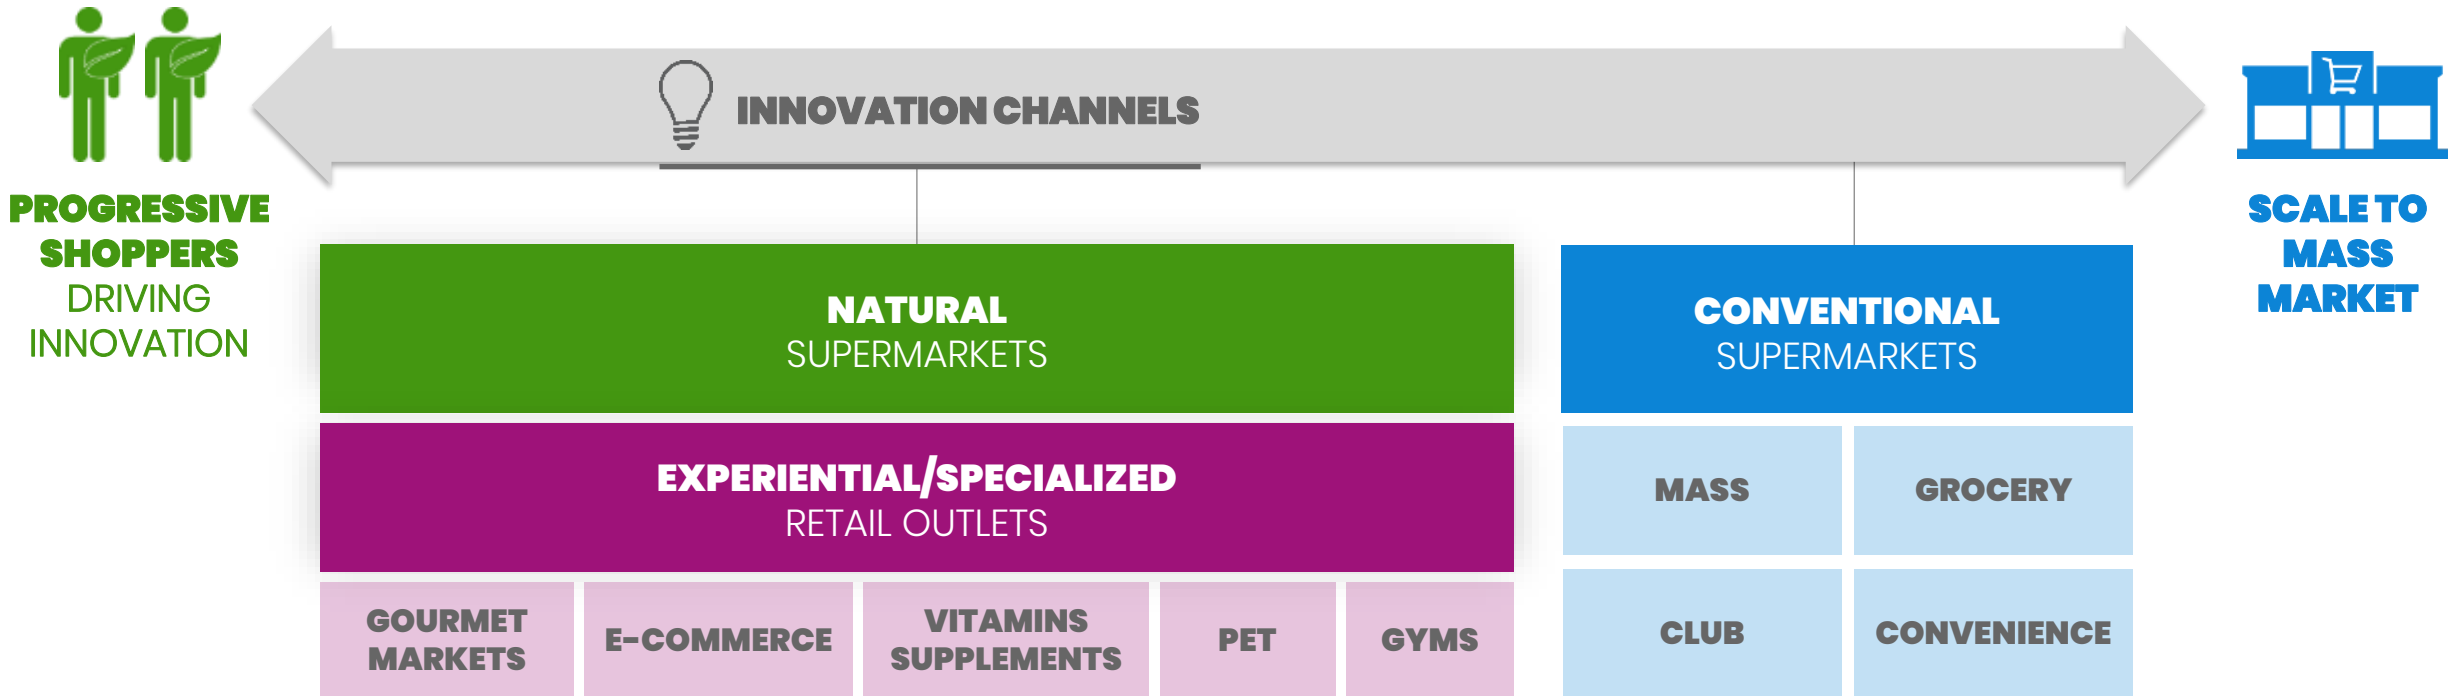 INNOVATION CHANNELS
PROGRESSIVE
SHOPPERS
DRIVING
INNOVATION
SCALE TO
MASS
MARKET
NATURAL
SUPERMARKETS
CONVENTIONAL
SUPERMARKETS
EXPERIENTIAL/SPECIALIZED
RETAIL OUTLETS
MASS
GROCERY
GOURMET
MARKETS
E-COMMERCE
VITAMINS
SUPPLEMENTS
PET
GYMS
CLUB
CONVENIENCE